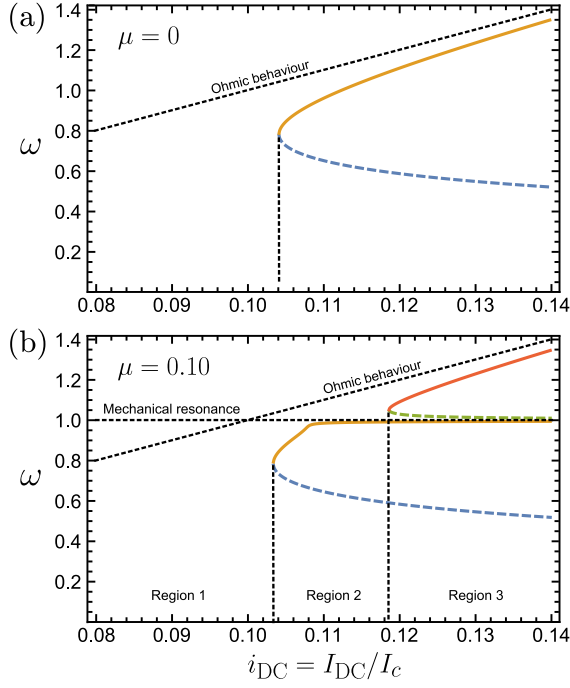 (a)
μ = 0
Ohmic behaviour
ω
1.4
1.2
1.0
0.8
0.6
0.4
0.2
0.08 0.09 0.10 0.11 0.12 0.13 0.14
(b)
μ = 0.10
Ohmic behaviour
Mechanical resonance
ω
1.4
1.2
1.0
0.8
0.6
0.4
0.2
Region 1 Region 2 Region 3
0.08 0.09 0.10 0.11 0.12 0.13 0.14
i_DC = I_DC/I_c